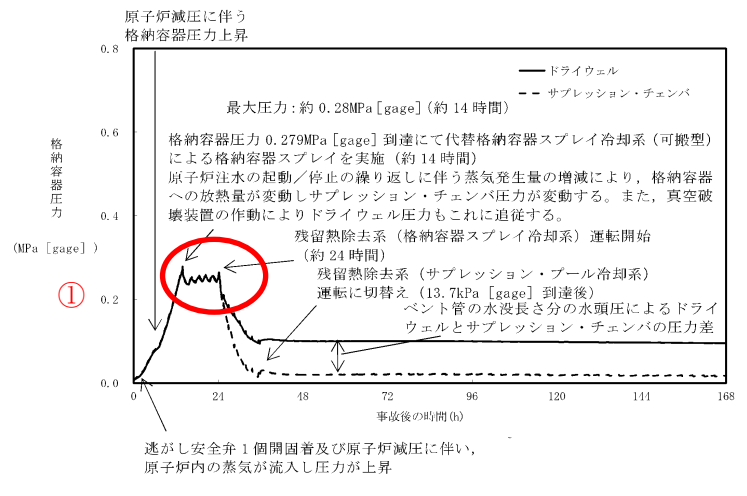 原子炉減圧に伴う
格納容器圧力上昇
0.8
ドライウェル
サプレッション・チェンバ
最大圧力：約 0.28MPa［gage］（約 14 時間）
0.6
格納容器圧力 0.279MPa［gage］到達にて代替格納容器スプレイ冷却系（可搬型）
による格納容器スプレイを実施（約 14 時間）
原子炉注水の起動／停止の繰り返しに伴う蒸気発生量の増減により，格納容器
への放熱量が変動しサプレッション・チェンバ圧力が変動する。また，真空破
壊装置の作動によりドライウェル圧力もこれに追従する。
格納容器圧力
(MPa［gage］)
0.4
残留熱除去系（格納容器スプレイ冷却系）運転開始
（約 24 時間）
残留熱除去系（サプレッション・プール冷却系）
運転に切替え（13.7kPa［gage］到達後）
①
0.2
ベント管の水没長さ分の水頭圧によるドライ
ウェルとサプレッション・チェンバの圧力差
0.0
0 24 48 72 96 120 144 168
事故後の時間(h)
逃がし安全弁１個開固着及び原子炉減圧に伴い，
原子炉内の蒸気が流入し圧力が上昇